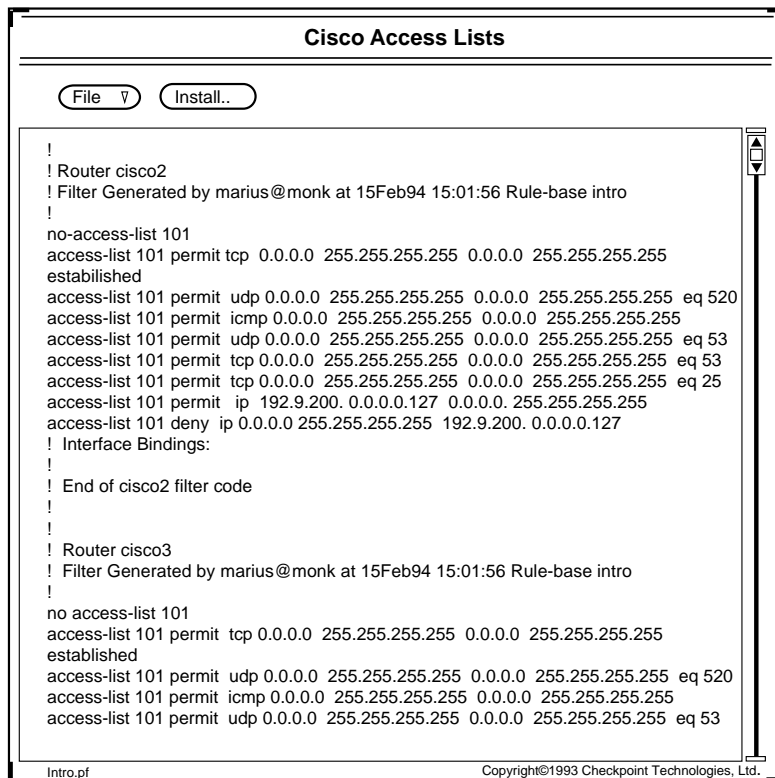 Cisco Access Lists
File
Install..
!
! Router cisco2
! Filter Generated by marius@monk at 15Feb94 15:01:56 Rule-base intro
!
no-access-list 101
access-list 101 permit tcp 0.0.0.0 255.255.255.255 0.0.0.0 255.255.255.255
estabilished
access-list 101 permit udp 0.0.0.0 255.255.255.255 0.0.0.0 255.255.255.255 eq 520
access-list 101 permit icmp 0.0.0.0 255.255.255.255 0.0.0.0 255.255.255.255
access-list 101 permit udp 0.0.0.0 255.255.255.255 0.0.0.0 255.255.255.255 eq 53
access-list 101 permit tcp 0.0.0.0 255.255.255.255 0.0.0.0 255.255.255.255 eq 53
access-list 101 permit tcp 0.0.0.0 255.255.255.255 0.0.0.0 255.255.255.255 eq 25
access-list 101 permit ip 192.9.200. 0.0.0.0.127 0.0.0.0. 255.255.255.255
access-list 101 deny ip 0.0.0.0 255.255.255.255 192.9.200. 0.0.0.0.127
! Interface Bindings:
!
! End of cisco2 filter code
!
!
! Router cisco3
! Filter Generated by marius@monk at 15Feb94 15:01:56 Rule-base intro
!
no access-list 101
access-list 101 permit tcp 0.0.0.0 255.255.255.255 0.0.0.0 255.255.255.255
established
access-list 101 permit udp 0.0.0.0 255.255.255.255 0.0.0.0 255.255.255.255 eq 520
access-list 101 permit icmp 0.0.0.0 255.255.255.255 0.0.0.0 255.255.255.255
access-list 101 permit udp 0.0.0.0 255.255.255.255 0.0.0.0 255.255.255.255 eq 53
Intro.pf
Copyright©1993 Checkpoint Technologies, Ltd.